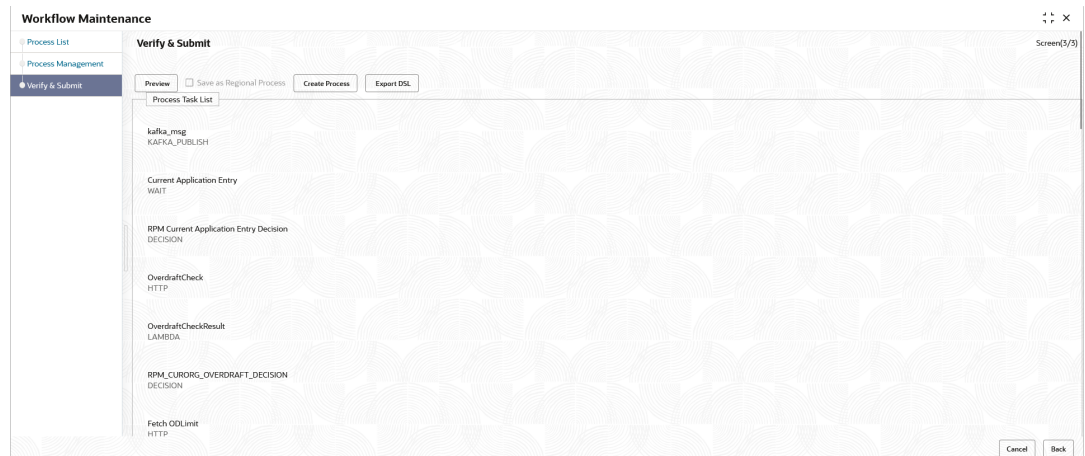 Workflow Maintenance
Process List
Process Management
Verify & Submit
Verify & Submit
Screen(3/3)
Preview
Save as Regional Process
Create Process
Export DSL
Process Task List
kafka_msg
KAFKA_PUBLISH
Current Application Entry
WAIT
RPM Current Application Entry Decision
DECISION
OverdraftCheck
HTTP
OverdraftCheckResult
LAMBDA
RPM_CURORG_OVERDRAFT_DECISION
DECISION
Fetch ODLimit
HTTP
Cancel
Back